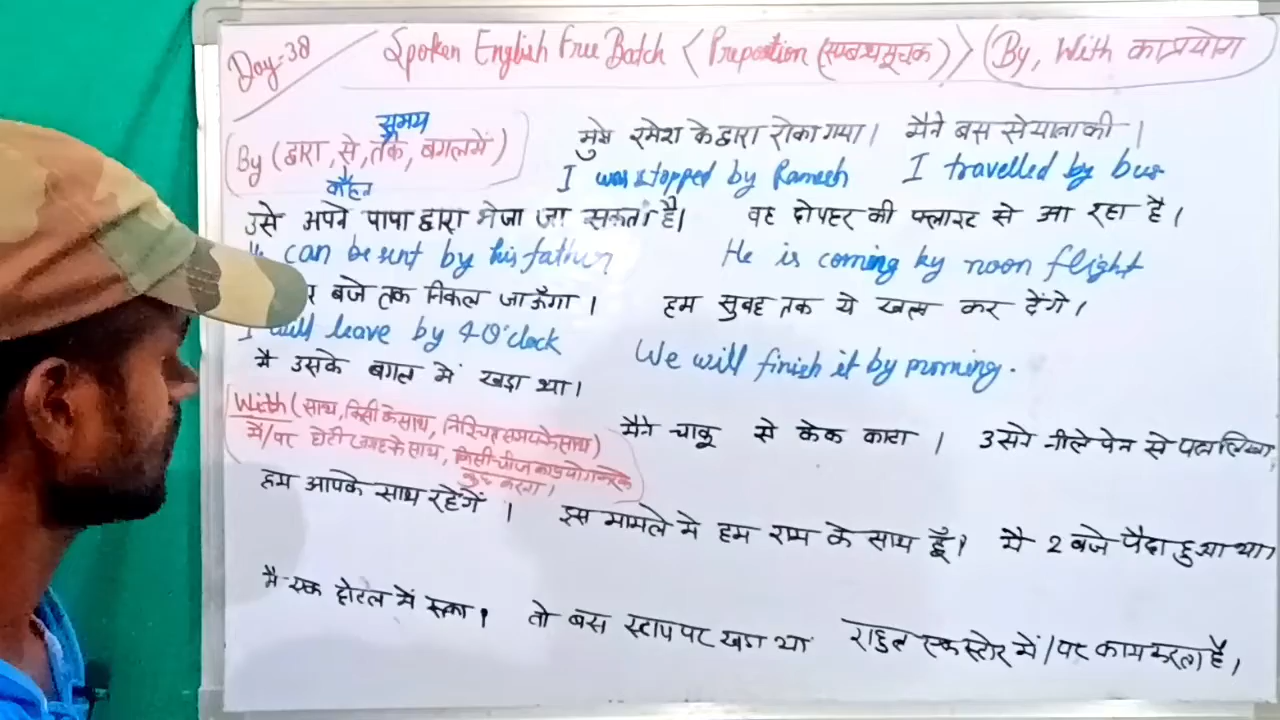 Day-38
Spoken English Free Batch < Preposition (सम्बन्धसूचक) > (By, With का प्रयोग
समय
By (द्वारा, से, तक, बगल में)
मुझे रमेश के द्वारा रोका गया। मैंने बस से यात्रा की।
I was stopped by Ramesh I travelled by bus
उसे अपने पापा द्वारा भेजा जा सकता है। वह दोपहर की फ्लाइट से आ रहा है।
can be sent by his father He is coming by noon flight
बजे तक निकल जाऊँगा। हम सुबह तक ये खत्म कर देंगे।
I will leave by 4 O'clock We will finish it by morning.
मै उसके बगल में खड़ा था।
With (साथ, किसी के साथ, निश्चित समय के साथ)
में/पर छोटी जगह के साथ, किसी चीज का प्रयोग करके
कुछ करना।
मैने चाकू से केक काटा। उसने नीले पेन से पत्र लिखा
हम आपके साथ रहेगें। इस मामले मे हम राम के साथ हैं। मै 2 बजे पैदा हुआ था।
मै एक होटल में रूका। तो बस स्टाप पर खड़ा था राहुल एक स्टोर में/पर काम करता है।